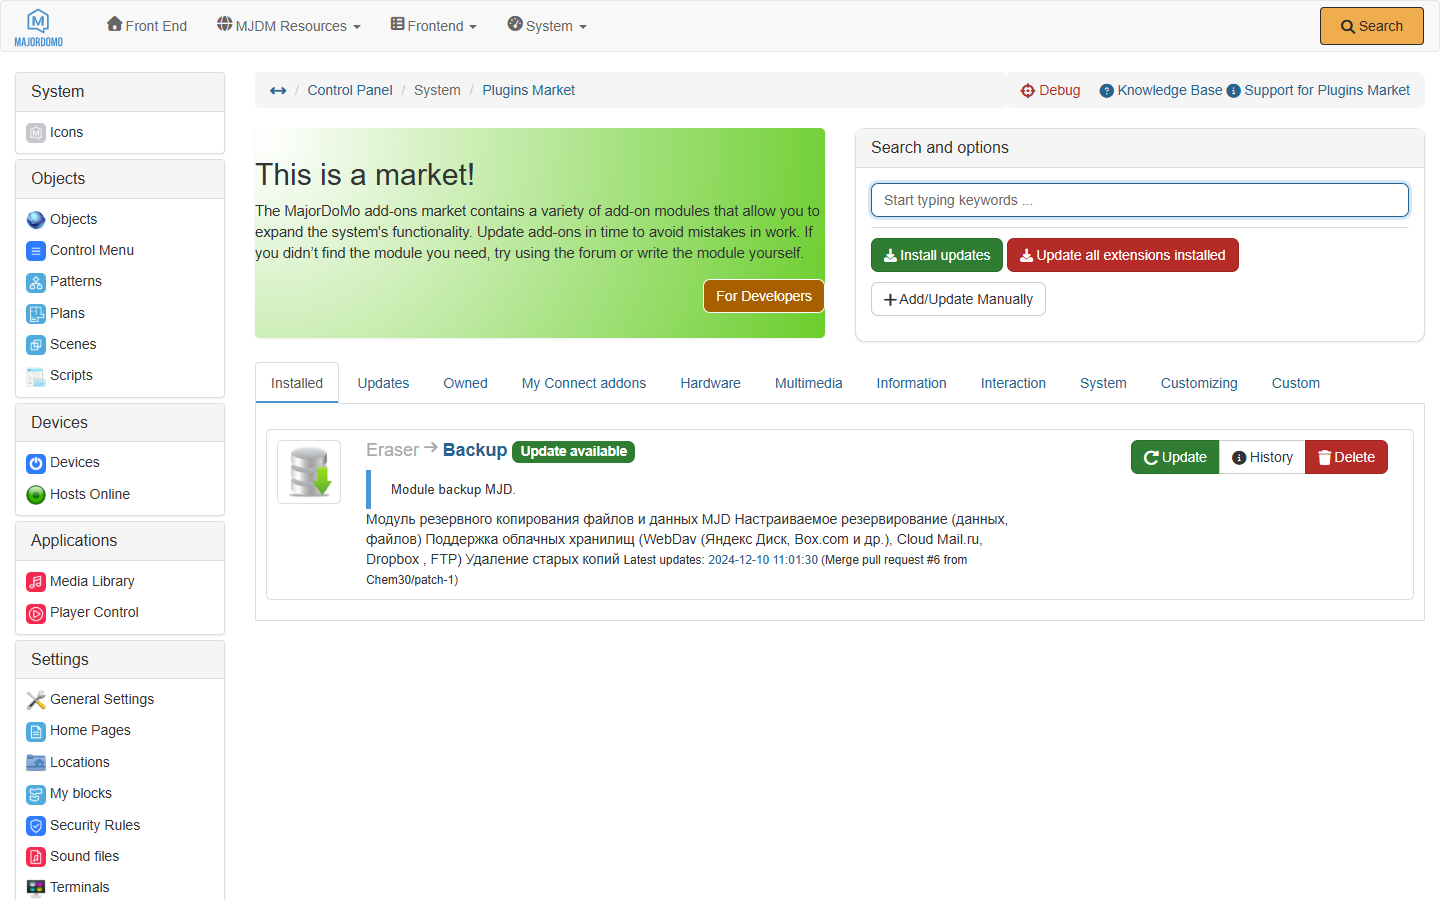 MAJORDOMO
Front End
MJDM Resources
Frontend
System
Search
System
Icons
Objects
Objects
Control Menu
Patterns
Plans
Scenes
Scripts
Devices
Devices
Hosts Online
Applications
Media Library
Player Control
Settings
General Settings
Home Pages
Locations
My blocks
Security Rules
Sound files
Terminals
/ Control Panel / System / Plugins Market
Debug
Knowledge Base
Support for Plugins Market
This is a market!
The MajorDoMo add-ons market contains a variety of add-on modules that allow you to
expand the system's functionality. Update add-ons in time to avoid mistakes in work. If
you didn't find the module you need, try using the forum or write the module yourself.
For Developers
Search and options
Start typing keywords ...
Install updates
Update all extensions installed
Add/Update Manually
Installed
Updates
Owned
My Connect addons
Hardware
Multimedia
Information
Interaction
System
Customizing
Custom
Eraser → Backup Update available
Module backup MJD.
Модуль резервного копирования файлов и данных MJD Настраиваемое резервирование (данных,
файлов) Поддержка облачных хранилищ (WebDav (Яндекс Диск, Box.com и др.), Cloud Mail.ru,
Dropbox , FTP) Удаление старых копий Latest updates: 2024-12-10 11:01:30 (Merge pull request #6 from
Chem30/patch-1)
Update
History
Delete